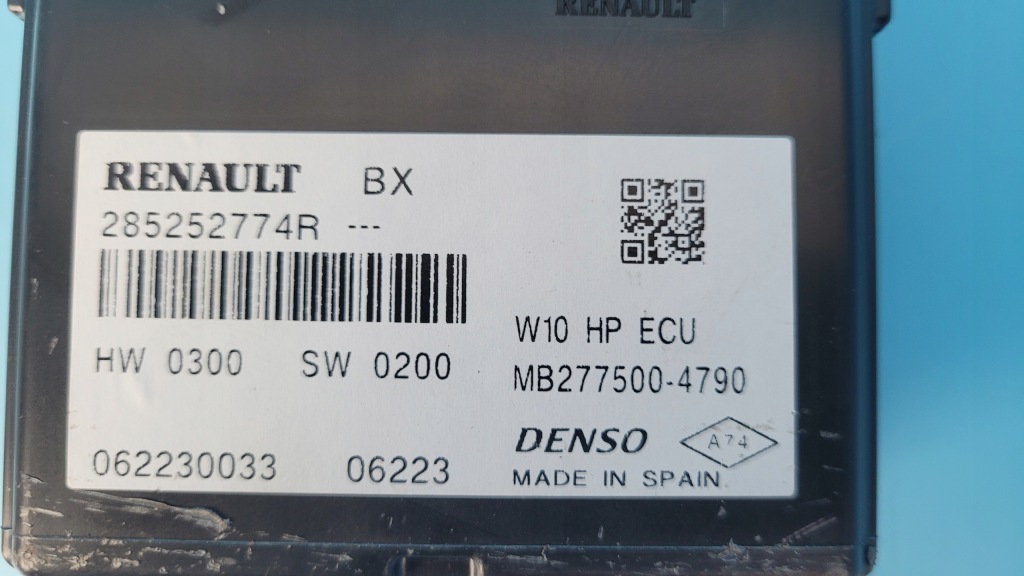 RENAULT
RENAULT BX
285252774R ---
HW 0300 SW 0200
W10 HP ECU
MB277500-4790
DENSO A74
062230033 06223
MADE IN SPAIN